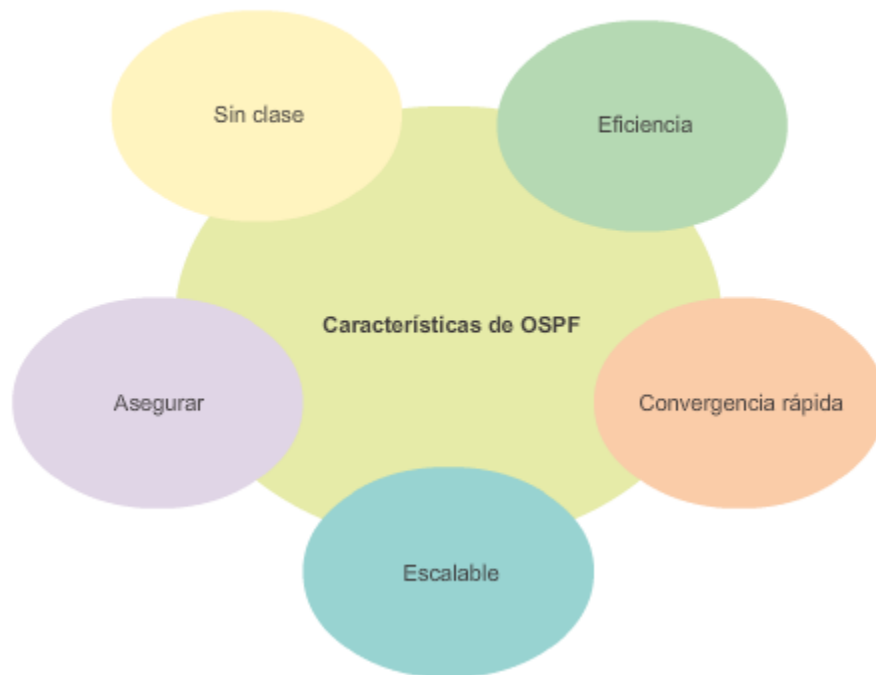 Sin clase
Eficiencia
Características de OSPF
Asegurar
Convergencia rápida
Escalable